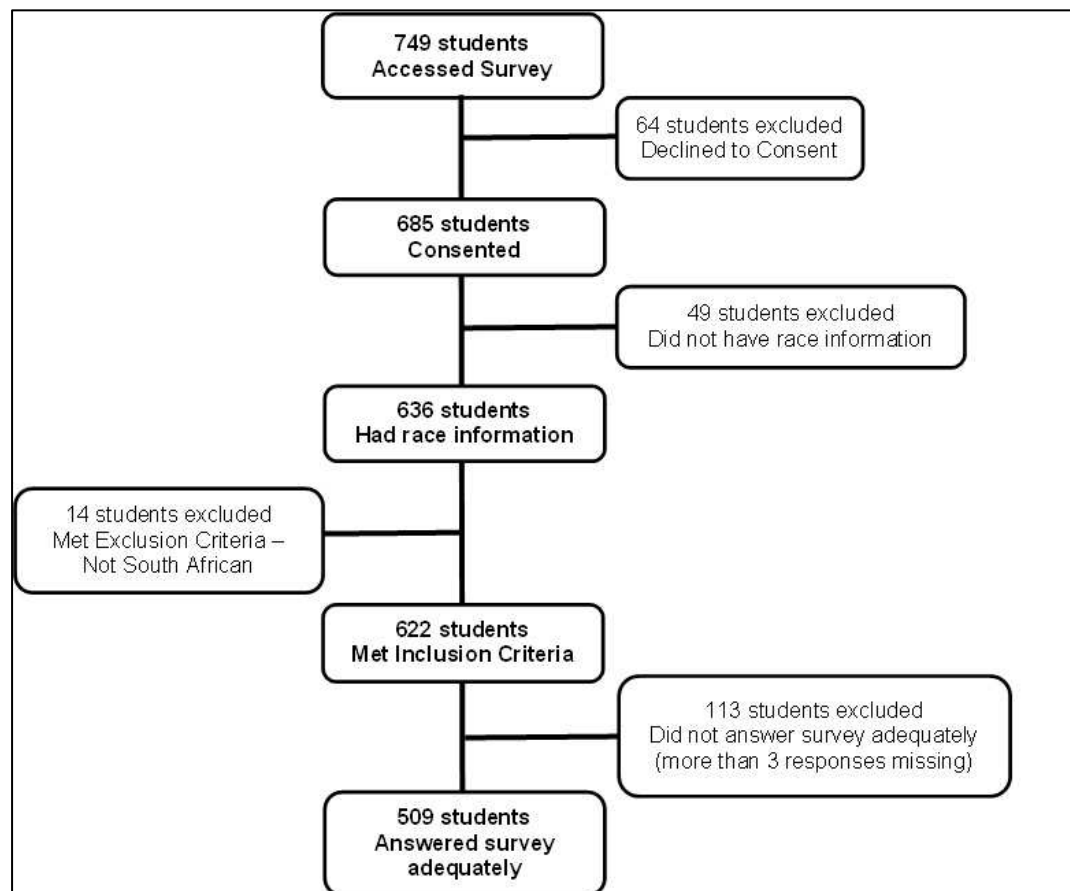 749 students
Accessed Survey
64 students excluded
Declined to Consent
685 students
Consented
49 students excluded
Did not have race information
636 students
Had race information
14 students excluded
Met Exclusion Criteria –
Not South African
622 students
Met Inclusion Criteria
113 students excluded
Did not answer survey adequately
(more than 3 responses missing)
509 students
Answered survey
adequately